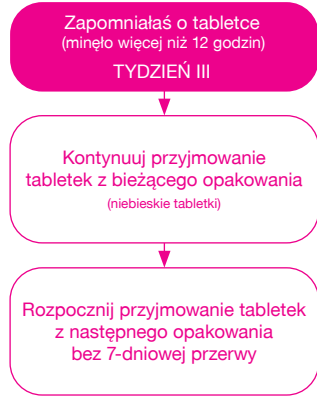 Zapomniałaś o tabletce
(minęło więcej niż 12 godzin)
TYDZIEŃ III
Kontynuuj przyjmowanie
tabletek z bieżącego opakowania
(niebieskie tabletki)
Rozpocznij przyjmowanie tabletek
z następnego opakowania
bez 7-dniowej przerwy